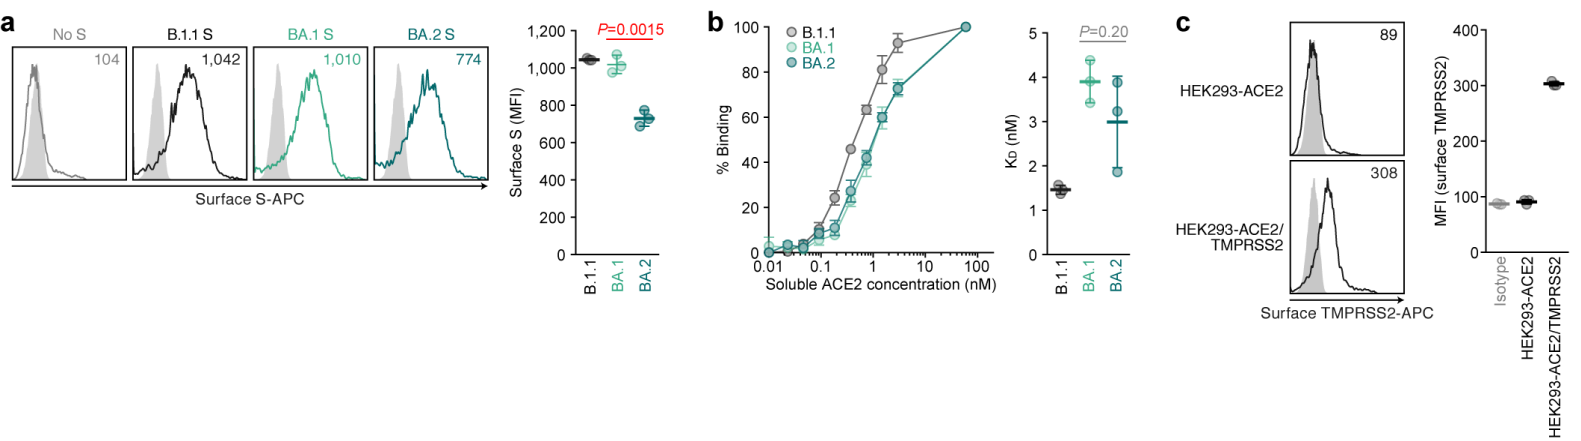 a
No S
B.1.1 S
BA.1 S
BA.2 S
104
1,042
1,010
774
Surface S-APC
P=0.0015
Surface S (MFI)
1,200
1,000
800
600
400
200
0
B.1.1
BA.1
BA.2
b
B.1.1
BA.1
BA.2
% Binding
100
80
60
40
20
0
0.01
0.1
1
10
100
Soluble ACE2 concentration (nM)
P=0.20
KD (nM)
5
4
3
2
1
0
B.1.1
BA.1
BA.2
c
HEK293-ACE2
89
HEK293-ACE2/
TMPRSS2
308
Surface TMPRSS2-APC
MFI (surface TMPRSS2)
400
300
200
100
0
Isotype
HEK293-ACE2
HEK293-ACE2/TMPRSS2